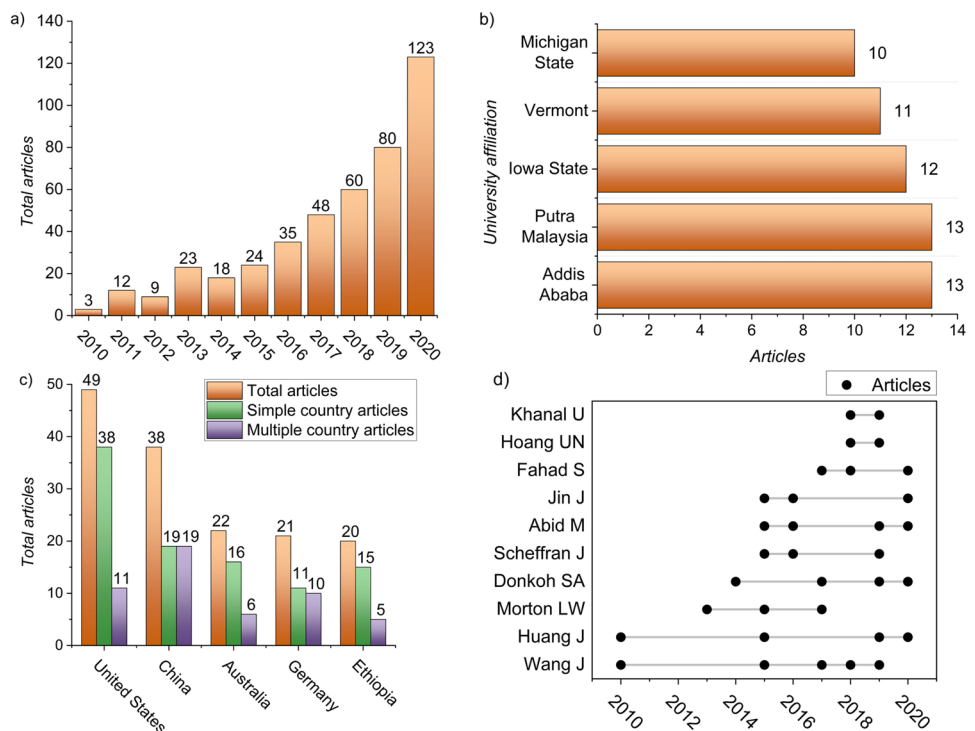 a)
Total articles
140
120
100
80
60
40
20
0
3
12
9
23
18
24
35
48
60
80
123
2010
2011
2012
2013
2014
2015
2016
2017
2018
2019
2020
b)
University affiliation
Michigan
State
10
Vermont
11
Iowa State
12
Putra
Malaysia
13
Addis
Ababa
13
0 2 4 6 8 10 12 14
Articles
c)
Total articles
50
40
30
20
10
0
Total articles
Simple country articles
Multiple country articles
49
38
11
38
19
19
22
16
6
21
11
10
20
15
5
United States
China
Australia
Germany
Ethiopia
d)
Articles
Khanal U
Hoang UN
Fahad S
Jin J
Abid M
Scheffran J
Donkoh SA
Morton LW
Huang J
Wang J
2010
2012
2014
2016
2018
2020